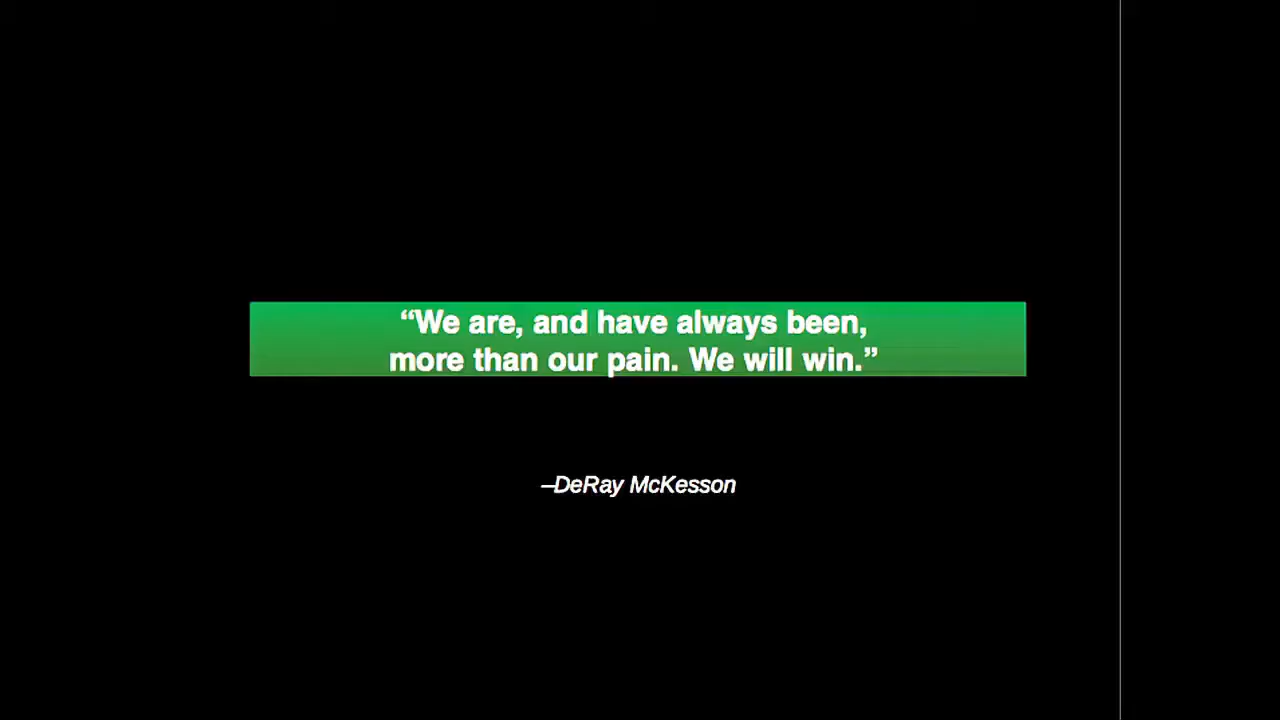 “We are, and have always been,
more than our pain. We will win.”
–DeRay McKesson